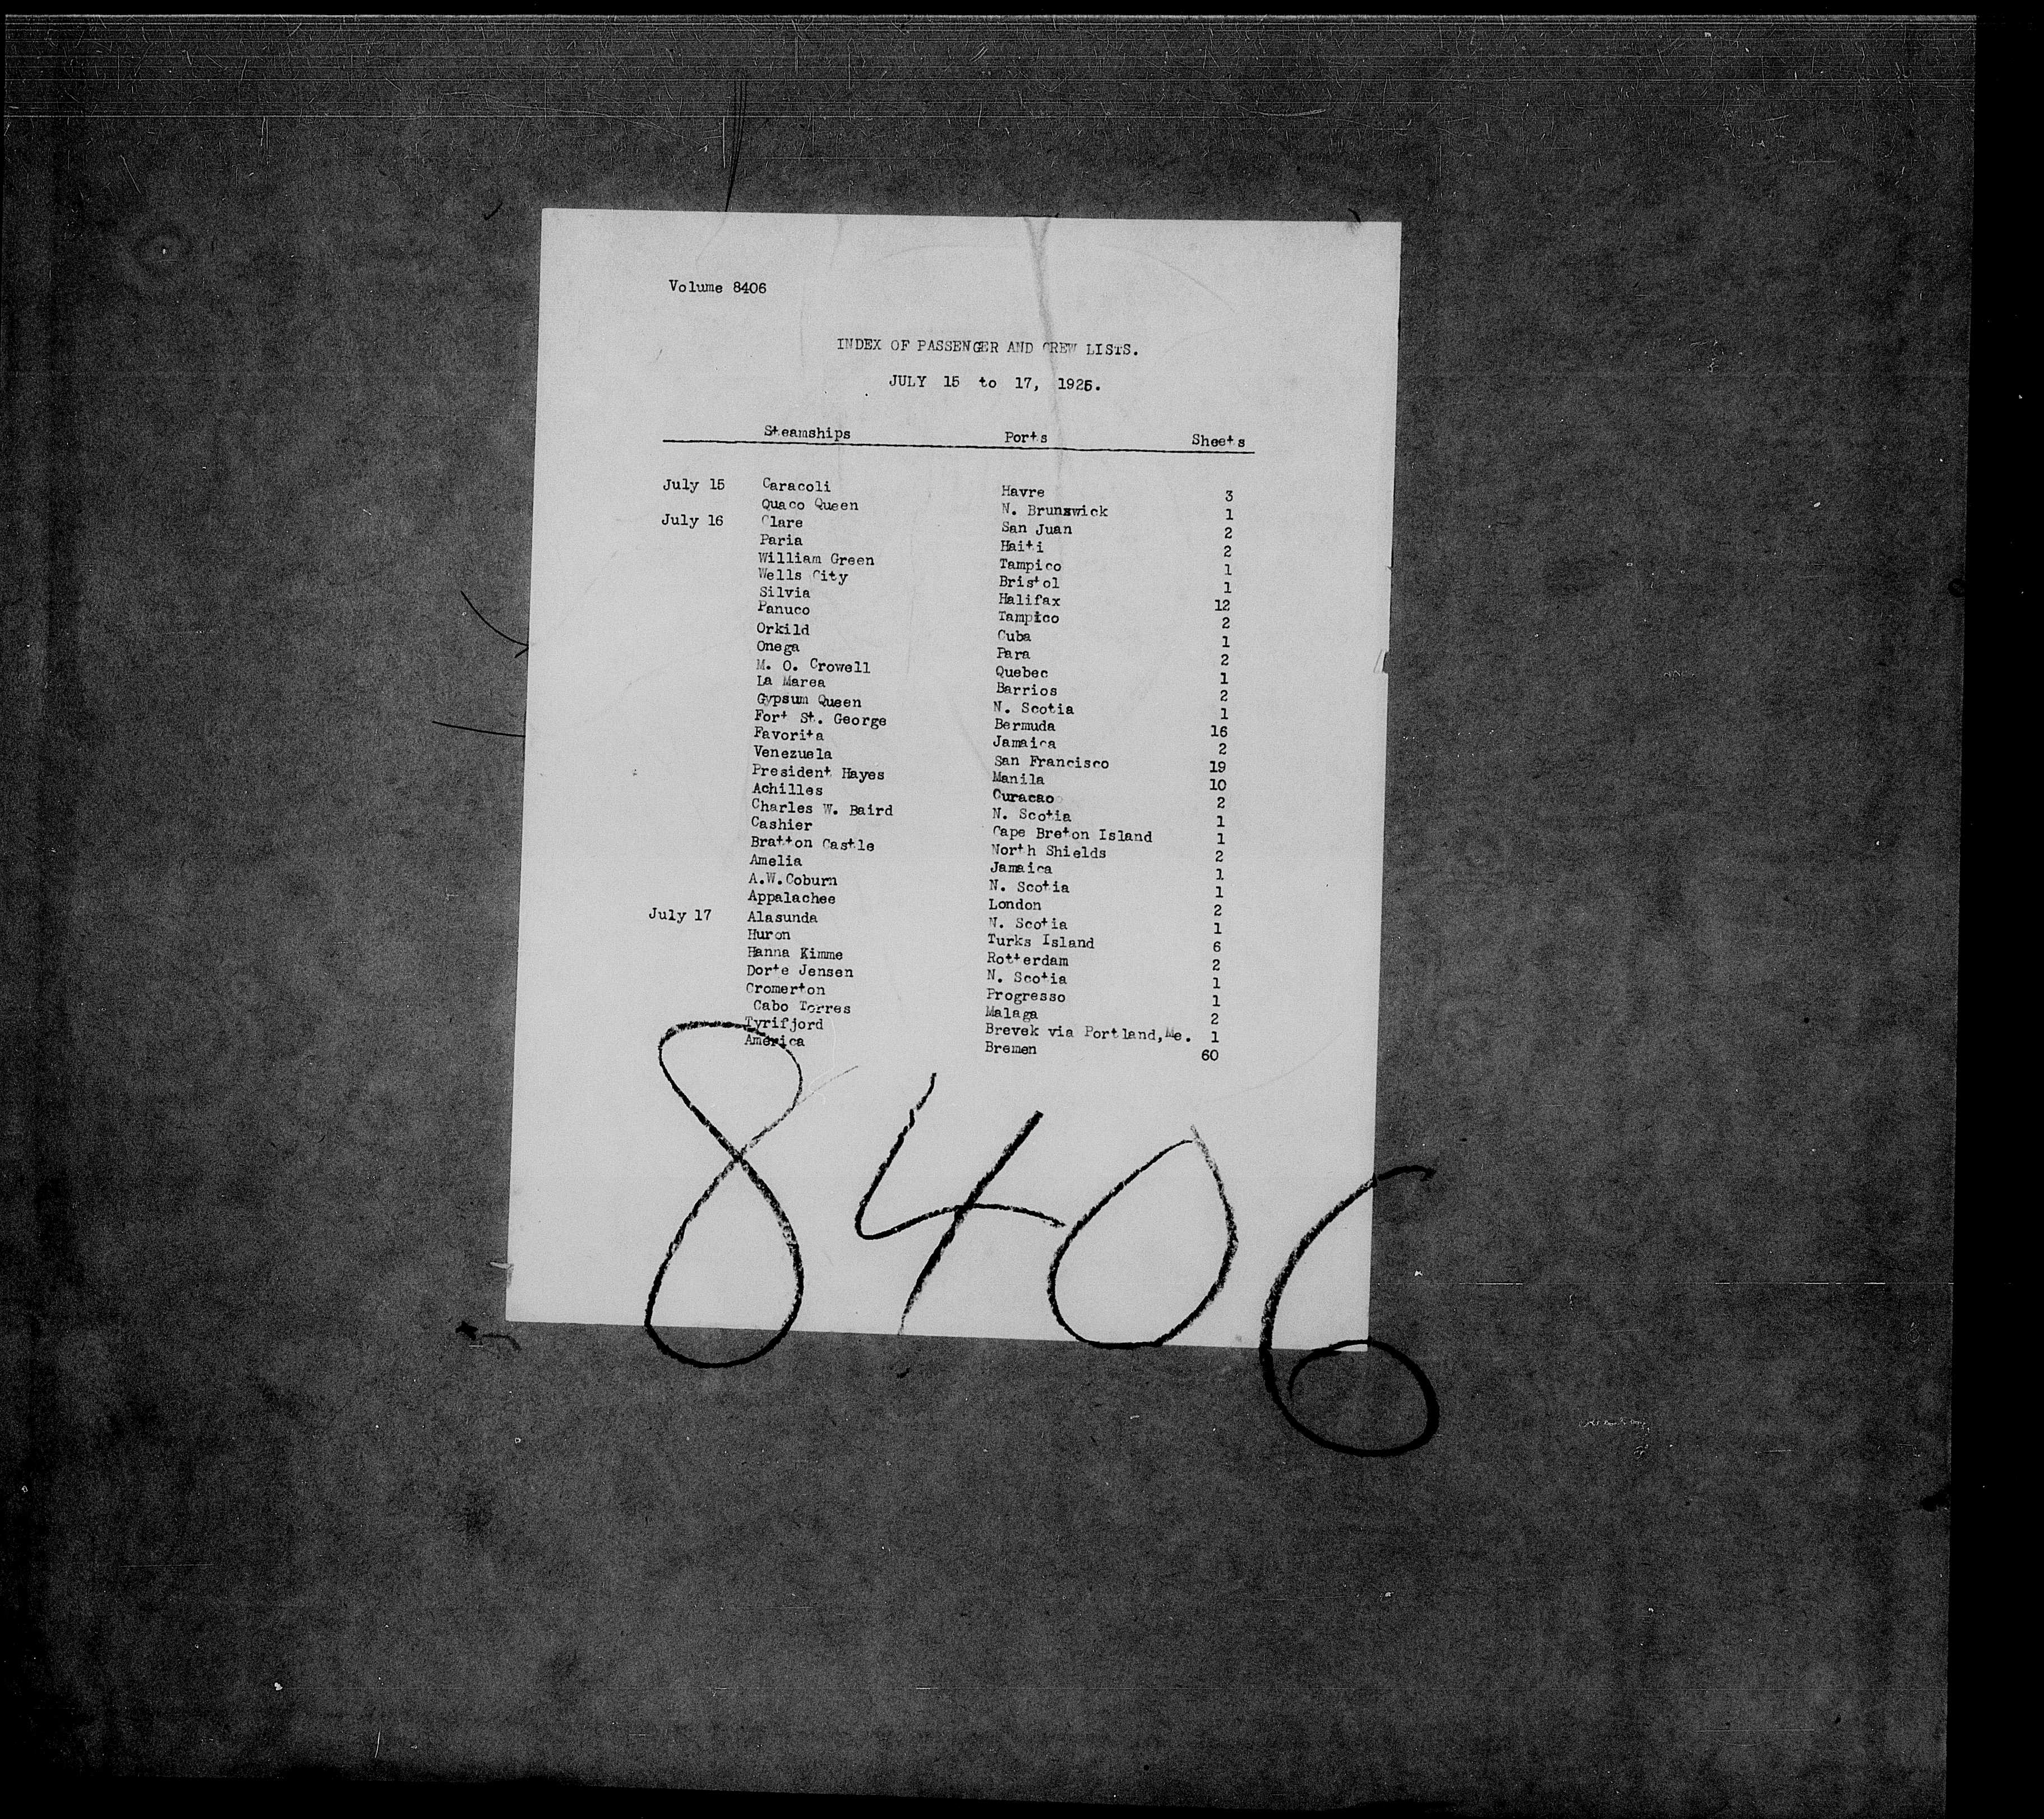 Volume 8406
INDEX OF PASSENGER AND CREW LISTS.
JULY 15 to 17, 1925.
Steamships Ports Sheets
July 15 Caracoli Havre 3
Quaco Queen N. Brunswick 1
July 16 Clare San Juan 2
Paria Haiti 2
William Green Tampico 1
Wells City Bristol 1
Silvia Halifax 12
Panuco Tampico 2
Orkild Cuba 1
Onega Para 2
M. O. Crowell Quebec 1
La Marea Barrios 2
Gypsum Queen N. Scotia 1
Fort St. George Bermuda 16
Favorita Jamaica 2
Venezuela San Francisco 19
President Hayes Manila 10
Achilles Curacao 2
Charles W. Baird N. Scotia 1
Cashier Cape Breton Island 1
Bratton Castle North Shields 2
Amelia Jamaica 1
A.W.Coburn N. Scotia 1
Appalachee London 2
July 17 Alasunda N. Scotia 1
Huron Turks Island 6
Hanna Kimme Rotterdam 2
Dorte Jensen N. Scotia 1
Cromerton Progresso 1
Cabo Torres Malaga 2
Tyrifjord Brevek via Portland,Me. 1
America Bremen 60
8406